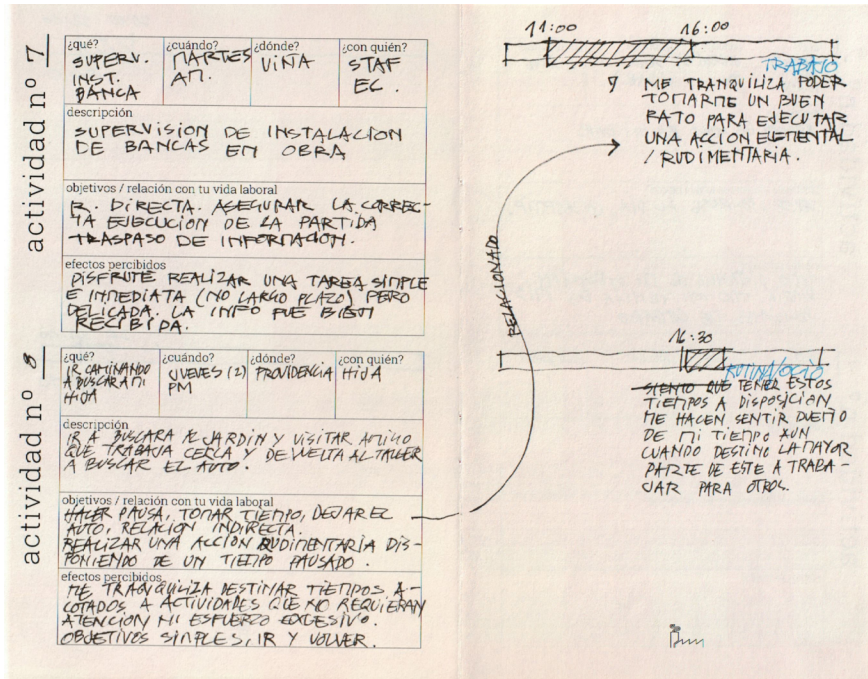 actividad nº 7
¿qué?
SUPERV.
INST.
BANCA
¿cuándo?
MARTES
AM.
¿dónde?
VIÑA
¿con quién?
STAF
EC.
descripción
SUPERVISION DE INSTALACION
DE BANCAS EN OBRA
objetivos / relación con tu vida laboral
R. DIRECTA. ASEGURAR LA CORREC-
TA EJECUCION DE LA PARTIDA
TRASPASO DE INFORMACION.
efectos percibidos
DISFRUTE REALIZAR UNA TAREA SIMPLE
E INMEDIATA (NO LARGO PLAZO) PERO
DELICADA. LA INFO FUE BIEN
RECIBIDA.
actividad nº 8
¿qué?
IR CAMINANDO
A BUSCAR A MI
HIJA
¿cuándo?
JUEVES (2)
PM
¿dónde?
PROVIDENCIA
¿con quién?
HIJA
descripción
IR A BUSCARA AL JARDIN Y VISITAR AMIGO
QUE TRABAJA CERCA Y DE VUELTA AL TALLER
A BUSCAR EL AUTO.
objetivos / relación con tu vida laboral
HACER PAUSA, TOMAR TIEMPO, DEJAR EL
AUTO, RELACION INDIRECTA.
REALIZAR UNA ACCION RUDIMENTARIA DIS-
PONIENDO DE UN TIEMPO PAUSADO.
efectos percibidos
ME TRANQUILIZA DESTINAR TIEMPOS A-
COTADOS A ACTIVIDADES QUE NO REQUIERAN
ATENCION NI ESFUERZO EXCESIVO.
OBJETIVOS SIMPLES, IR Y VOLVER.
11:00 16:00
TRABAJO
ME TRANQUILIZA PODER
TOMARME UN BUEN
RATO PARA EJECUTAR
UNA ACCION ELEMENTAL
/ RUDIMENTARIA.
RELACIONADO
16:30
RUTINA/OCIO
SIENTO QUE TENER ESTOS
TIEMPOS A DISPOSICIAN
ME HACEN SENTIR DUEÑO
DE MI TIEMPO AUN
CUANDO DESTINO LA MAYOR
PARTE DE ESTE A TRABA-
JAR PARA OTROS.